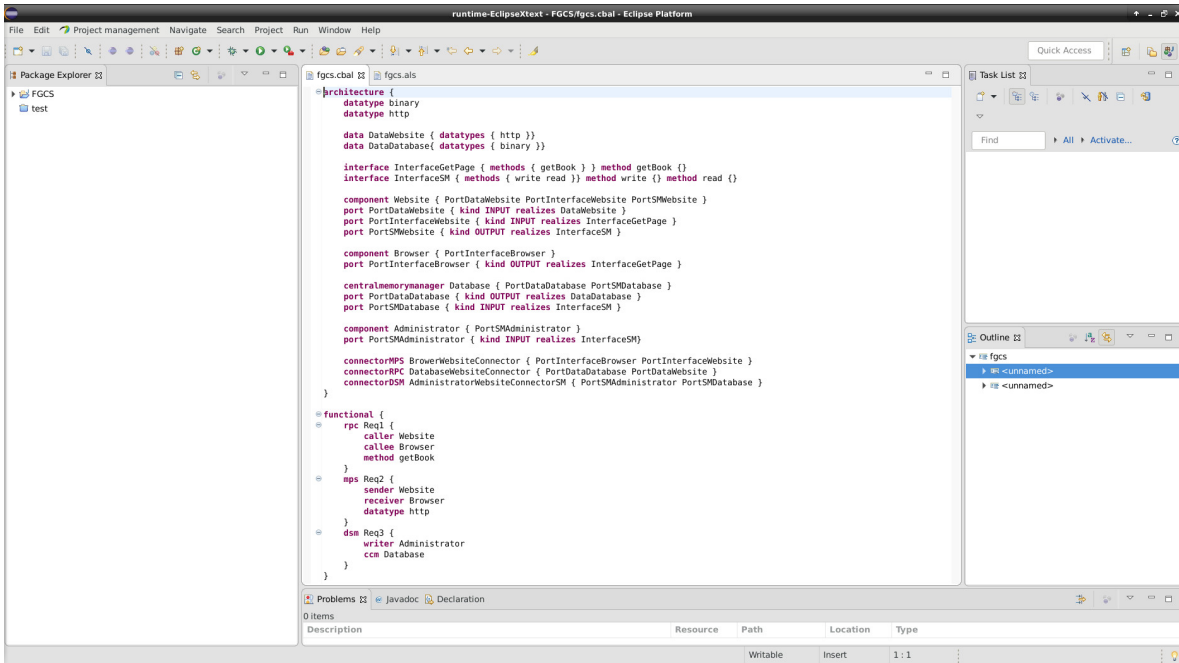 runtime-EclipseXtext - FGCS/fgcs.cbal - Eclipse Platform
File Edit Project management Navigate Search Project Run Window Help
Quick Access
Package Explorer
FGCS
test
fgcs.cbal fgcs.als
architecture {
datatype binary
datatype http
data DataWebsite { datatypes { http }}
data DataDatabase{ datatypes { binary }}
interface InterfaceGetPage { methods { getBook } } method getBook {}
interface InterfaceSM { methods { write read }} method write {} method read {}
component Website { PortDataWebsite PortInterfaceWebsite PortSMWebsite }
port PortDataWebsite { kind INPUT realizes DataWebsite }
port PortInterfaceWebsite { kind INPUT realizes InterfaceGetPage }
port PortSMWebsite { kind OUTPUT realizes InterfaceSM }
component Browser { PortInterfaceBrowser }
port PortInterfaceBrowser { kind OUTPUT realizes InterfaceGetPage }
centralmemorymanager Database { PortDataDatabase PortSMDatabase }
port PortDataDatabase { kind OUTPUT realizes DataDatabase }
port PortSMDatabase { kind INPUT realizes InterfaceSM }
component Administrator { PortSMAdministrator }
port PortSMAdministrator { kind INPUT realizes InterfaceSM}
connectorMPS BrowerWebsiteConnector { PortInterfaceBrowser PortInterfaceWebsite }
connectorRPC DatabaseWebsiteConnector { PortDataDatabase PortDataWebsite }
connectorDSM AdministratorWebsiteConnectorSM { PortSMAdministrator PortSMDatabase }
}
functional {
rpc Req1 {
caller Website
callee Browser
method getBook
}
mps Req2 {
sender Website
receiver Browser
datatype http
}
dsm Req3 {
writer Administrator
ccm Database
}
}
Task List
Find All Activate...
Outline
fgcs
<unnamed>
<unnamed>
Problems Javadoc Declaration
0 items
Description Resource Path Location Type
Writable Insert 1 : 1